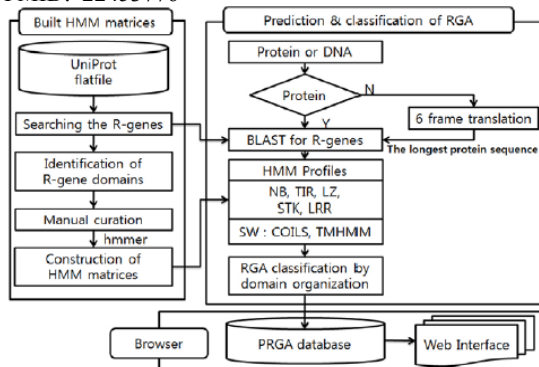 Built HMM matrices
UniProt
flatfile
Searching the R-genes
Identification of
R-gene domains
Manual curation
hmmer
Construction of
HMM matrices
Prediction & classification of RGA
Protein or DNA
Protein
N
Y
6 frame translation
The longest protein sequence
BLAST for R-genes
HMM Profiles
NB, TIR, LZ,
STK, LRR
SW : COILS, TMHMM
RGA classification by
domain organization
Browser
PRGA database
Web Interface